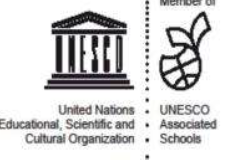 Member of
UNESCO
United Nations
Educational, Scientific and
Cultural Organization
UNESCO
Associated
Schools